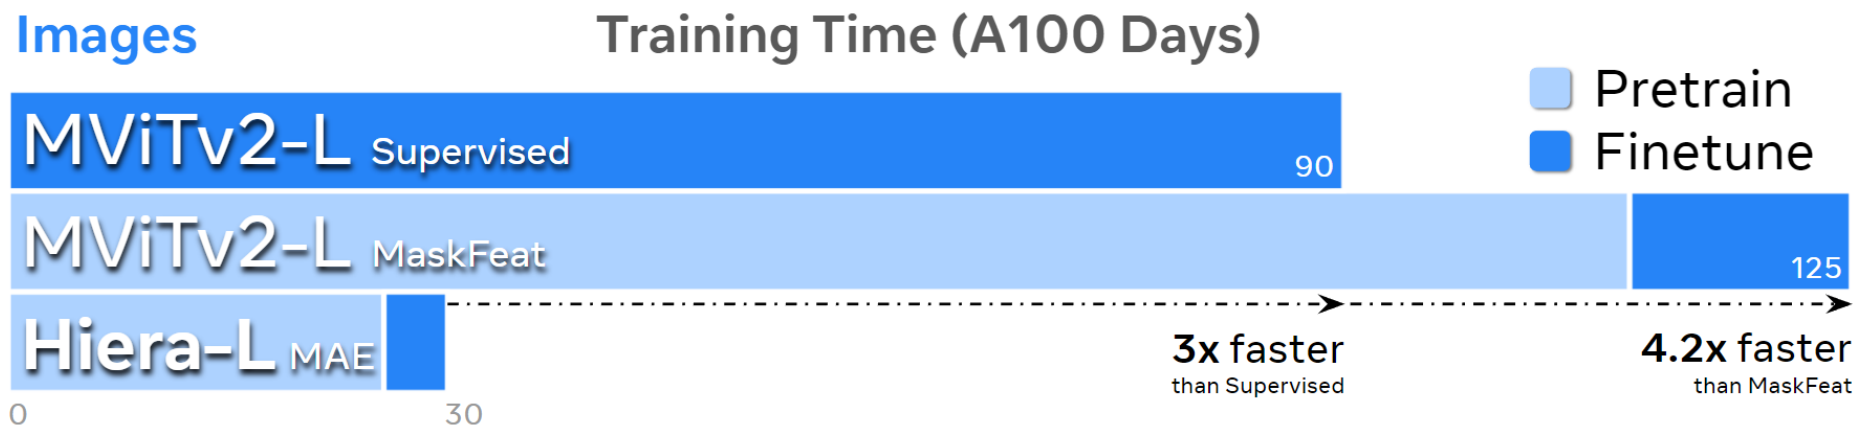 Images
Training Time (A100 Days)
Pretrain
Finetune
MViTv2-L Supervised
90
MViTv2-L MaskFeat
125
Hiera-L MAE
3x faster
than Supervised
4.2x faster
than MaskFeat
0
30